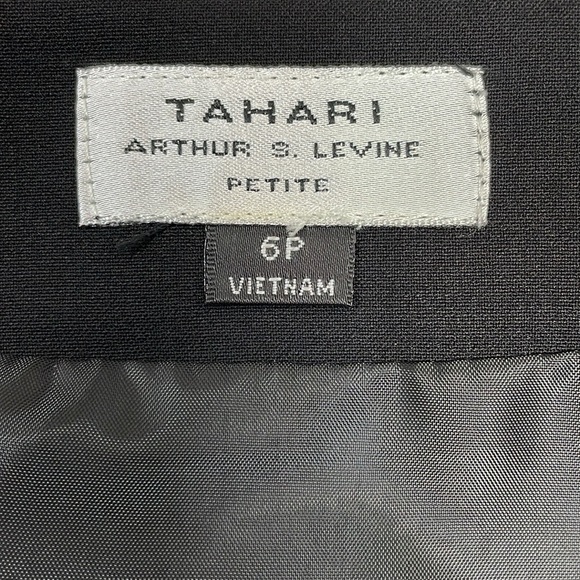 TAHARI
ARTHUR S. LEVINE
PETITE
6P
VIETNAM